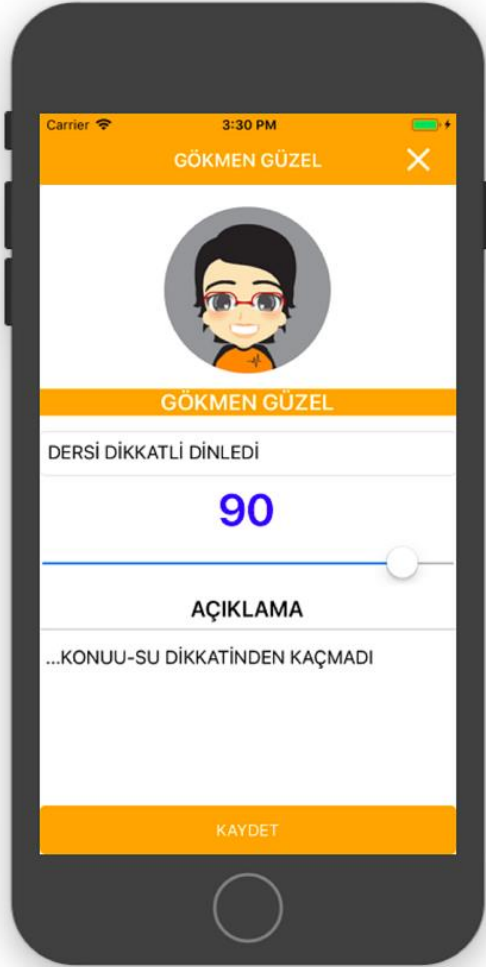 Carrier 3:30 PM
GÖKMEN GÜZEL
GÖKMEN GÜZEL
DERSİ DİKKATLİ DİNLEDİ
90
AÇIKLAMA
...KONUU-SU DİKKATİNDEN KAÇMADI
KAYDET